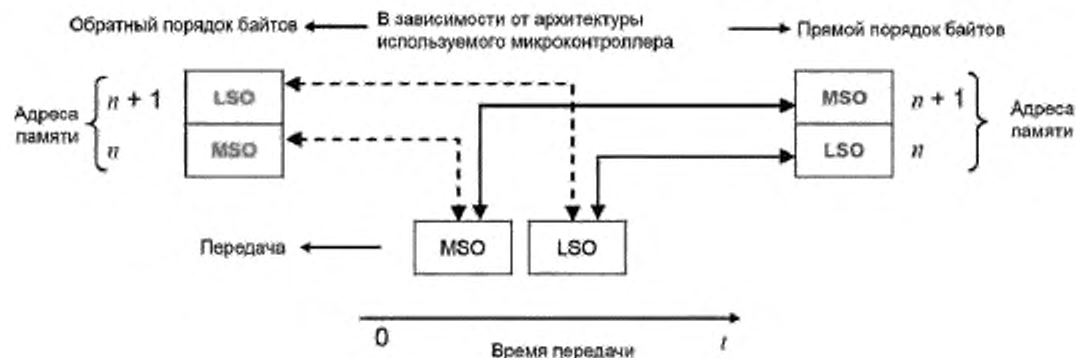 Обратный порядок байтов
В зависимости от архитектуры
используемого микроконтроллера
Прямой порядок байтов
Адреса
памяти
n + 1
LSO
n
MSO
MSO
n + 1
LSO
n
Адреса
памяти
Передача
MSO
LSO
0
Время передачи
t